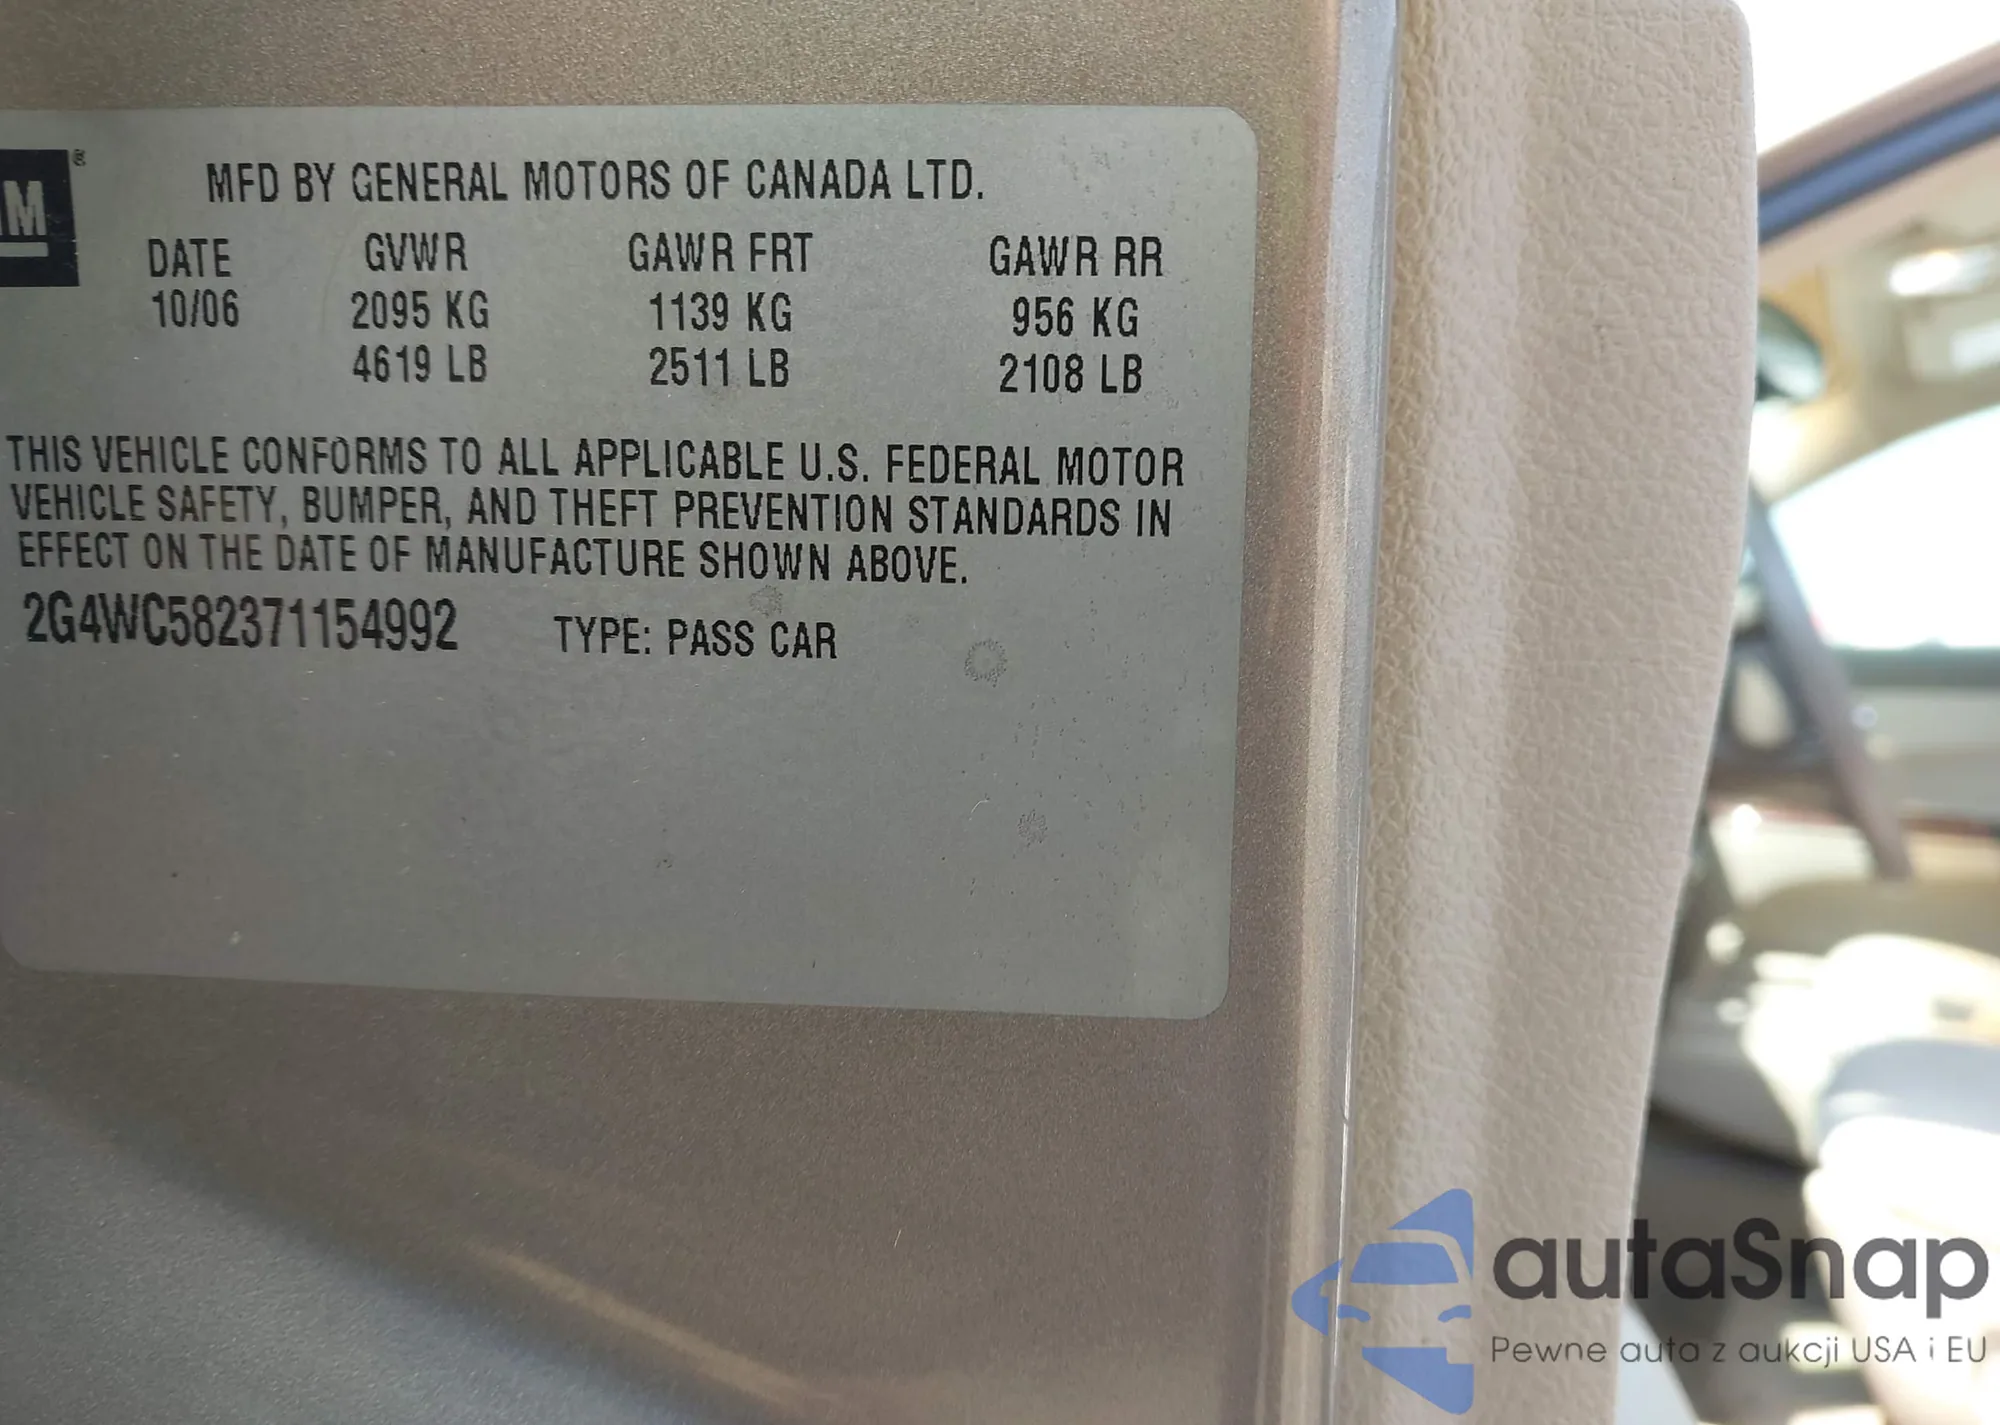 M ®
MFD BY GENERAL MOTORS OF CANADA LTD.
DATE GVWR GAWR FRT GAWR RR
10/06 2095 KG 1139 KG 956 KG
4619 LB 2511 LB 2108 LB
THIS VEHICLE CONFORMS TO ALL APPLICABLE U.S. FEDERAL MOTOR
VEHICLE SAFETY, BUMPER, AND THEFT PREVENTION STANDARDS IN
EFFECT ON THE DATE OF MANUFACTURE SHOWN ABOVE.
2G4WC582371154992 TYPE: PASS CAR
autaSnap
Pewne auta z aukcji USA i EU